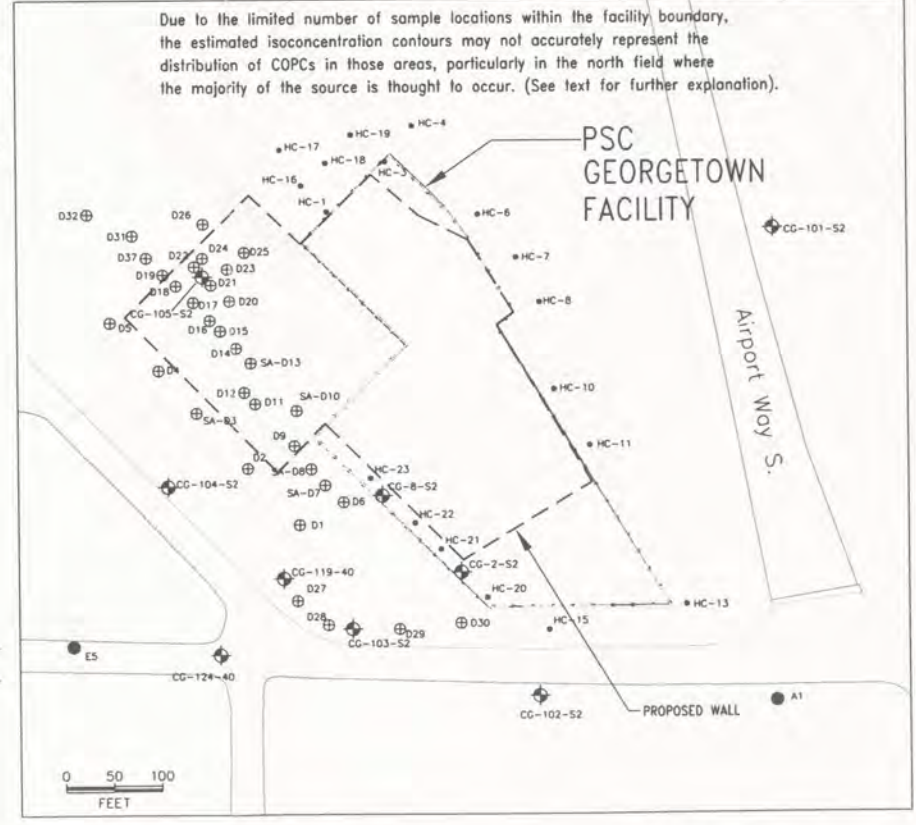 Due to the limited number of sample locations within the facility boundary,
the estimated isoconcentration contours may not accurately represent the
distribution of COPCs in those areas, particularly in the north field where
the majority of the source is thought to occur. (See text for further explanation).
HC-4
HC-19
HC-17
HC-18
HC-3
PSC
GEORGETOWN
FACILITY
HC-16
HC-1
HC-6
D32
D26
CG-101-S2
D31
D37
D22
D24
D25
HC-7
D19
D23
D18
D21
CG-105-S2
D17
D20
HC-8
D5
D16
D15
Airport Way S.
D14
SA-D13
D4
HC-10
D12
D11
SA-D10
SA-D3
D9
HC-11
D2
SA-D8
HC-23
CG-104-S2
SA-D7
CG-8-S2
D6
HC-22
D1
HC-21
CG-119-40
CG-2-S2
D27
HC-20
HC-13
D28
D30
CG-103-S2
D29
HC-15
E5
CG-124-40
A1
CG-102-S2
PROPOSED WALL
0 50 100
FEET